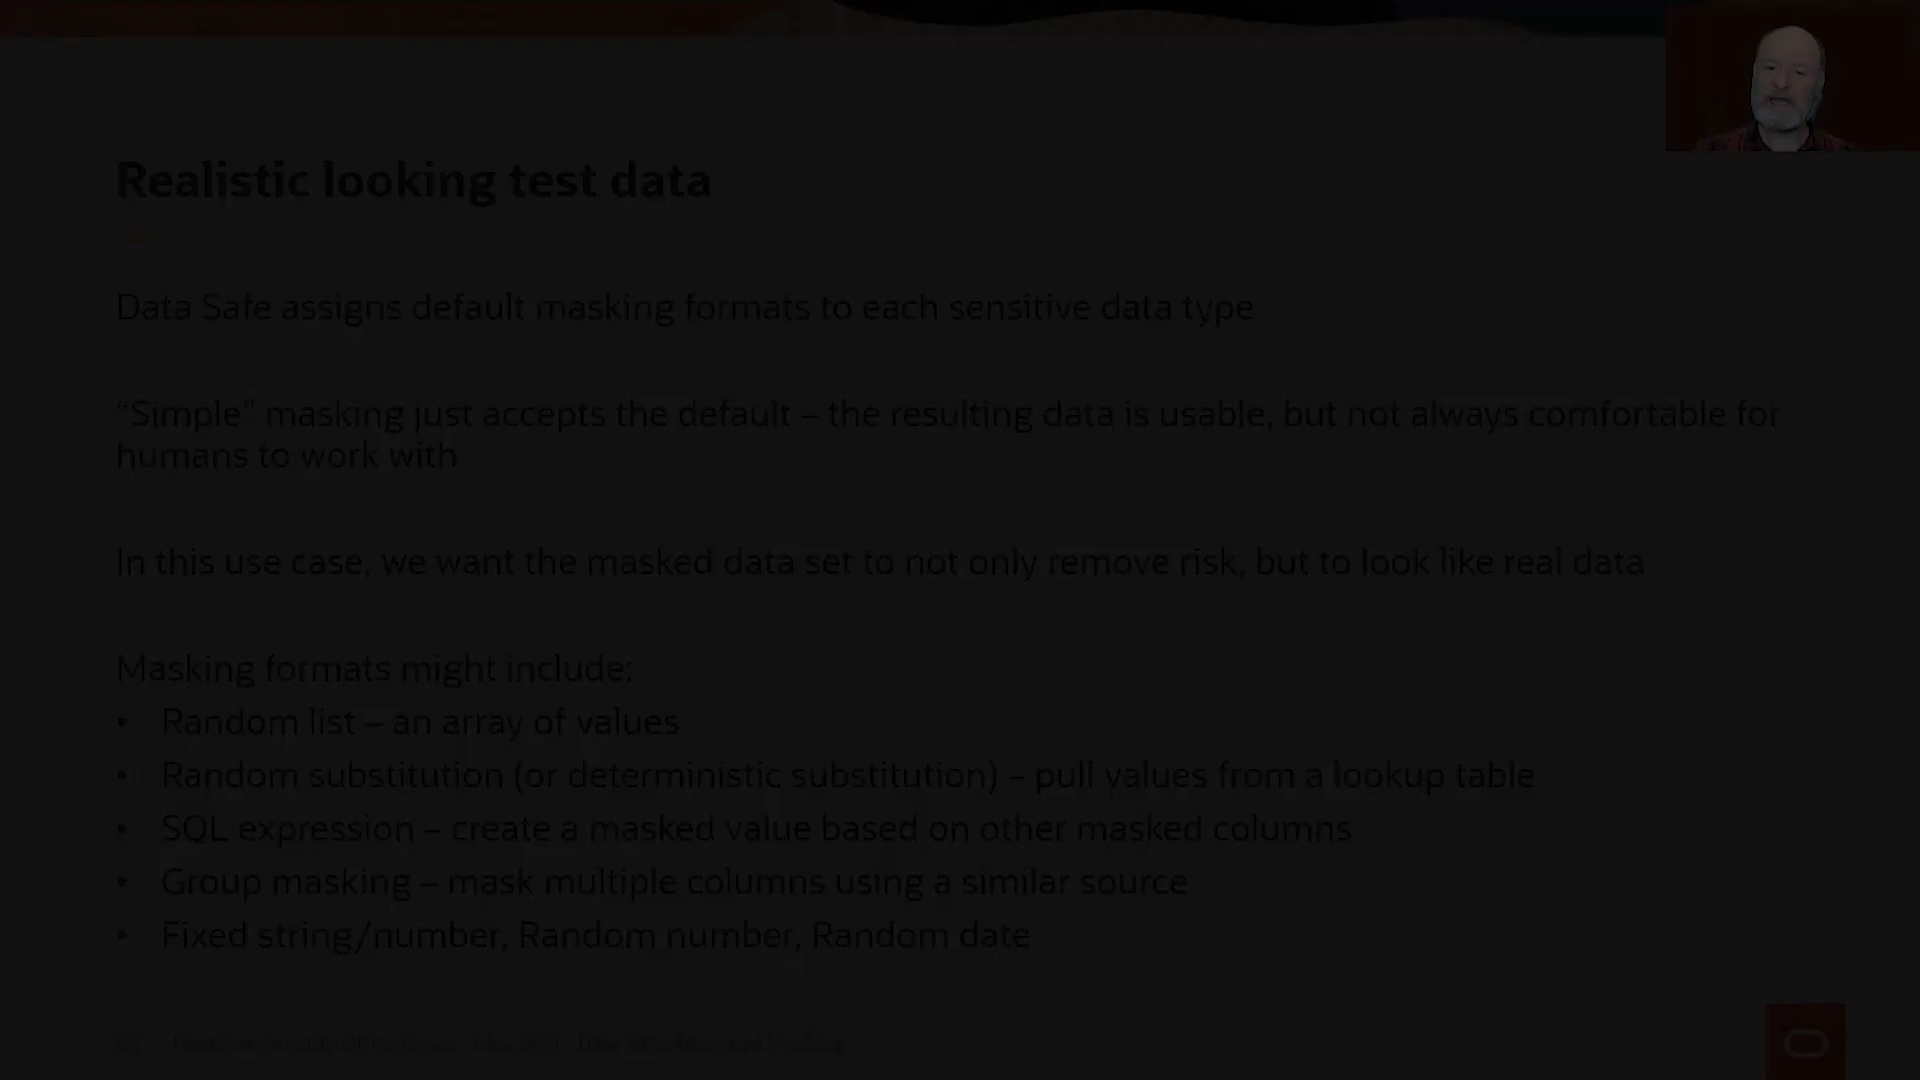 Realistic looking test data
Data Safe assigns default masking formats to each sensitive data type
“Simple” masking just accepts the default – the resulting data is usable, but not always comfortable for
humans to work with
In this use case, we want the masked data set to not only remove risk, but to look like real data
Masking formats might include:
• Random list – an array of values
• Random substitution (or deterministic substitution) – pull values from a lookup table
• SQL expression – create a masked value based on other masked columns
• Group masking – mask multiple columns using a similar source
• Fixed string/number, Random number, Random date